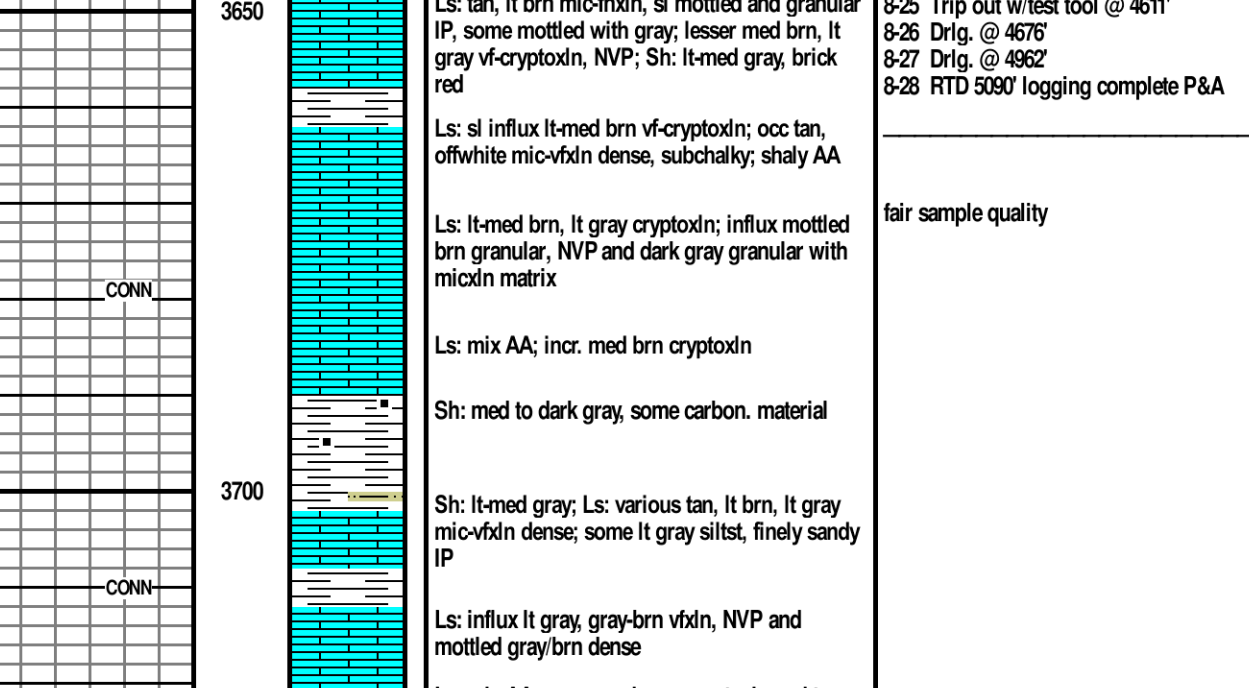 3650
CONN
3700
CONN
Ls: tan, lt brn mic-fnxln, sl mottled and granular
IP, some mottled with gray; lesser med brn, lt
gray vf-cryptoxln, NVP; Sh: lt-med gray, brick
red
Ls: sl influx lt-med brn vf-cryptoxln; occ tan,
offwhite mic-vfxln dense, subchalky; shaly AA
Ls: lt-med brn, lt gray cryptoxln; influx mottled
brn granular, NVP and dark gray granular with
micxln matrix
Ls: mix AA; incr. med brn cryptoxln
Sh: med to dark gray, some carbon. material
Sh: lt-med gray; Ls: various tan, lt brn, lt gray
mic-vfxln dense; some lt gray siltst, finely sandy
IP
Ls: influx lt gray, gray-brn vfxln, NVP and
mottled gray/brn dense
8-25 Trip out w/test tool @ 4611'
8-26 Drlg. @ 4676'
8-27 Drlg. @ 4962'
8-28 RTD 5090' logging complete P&A
fair sample quality